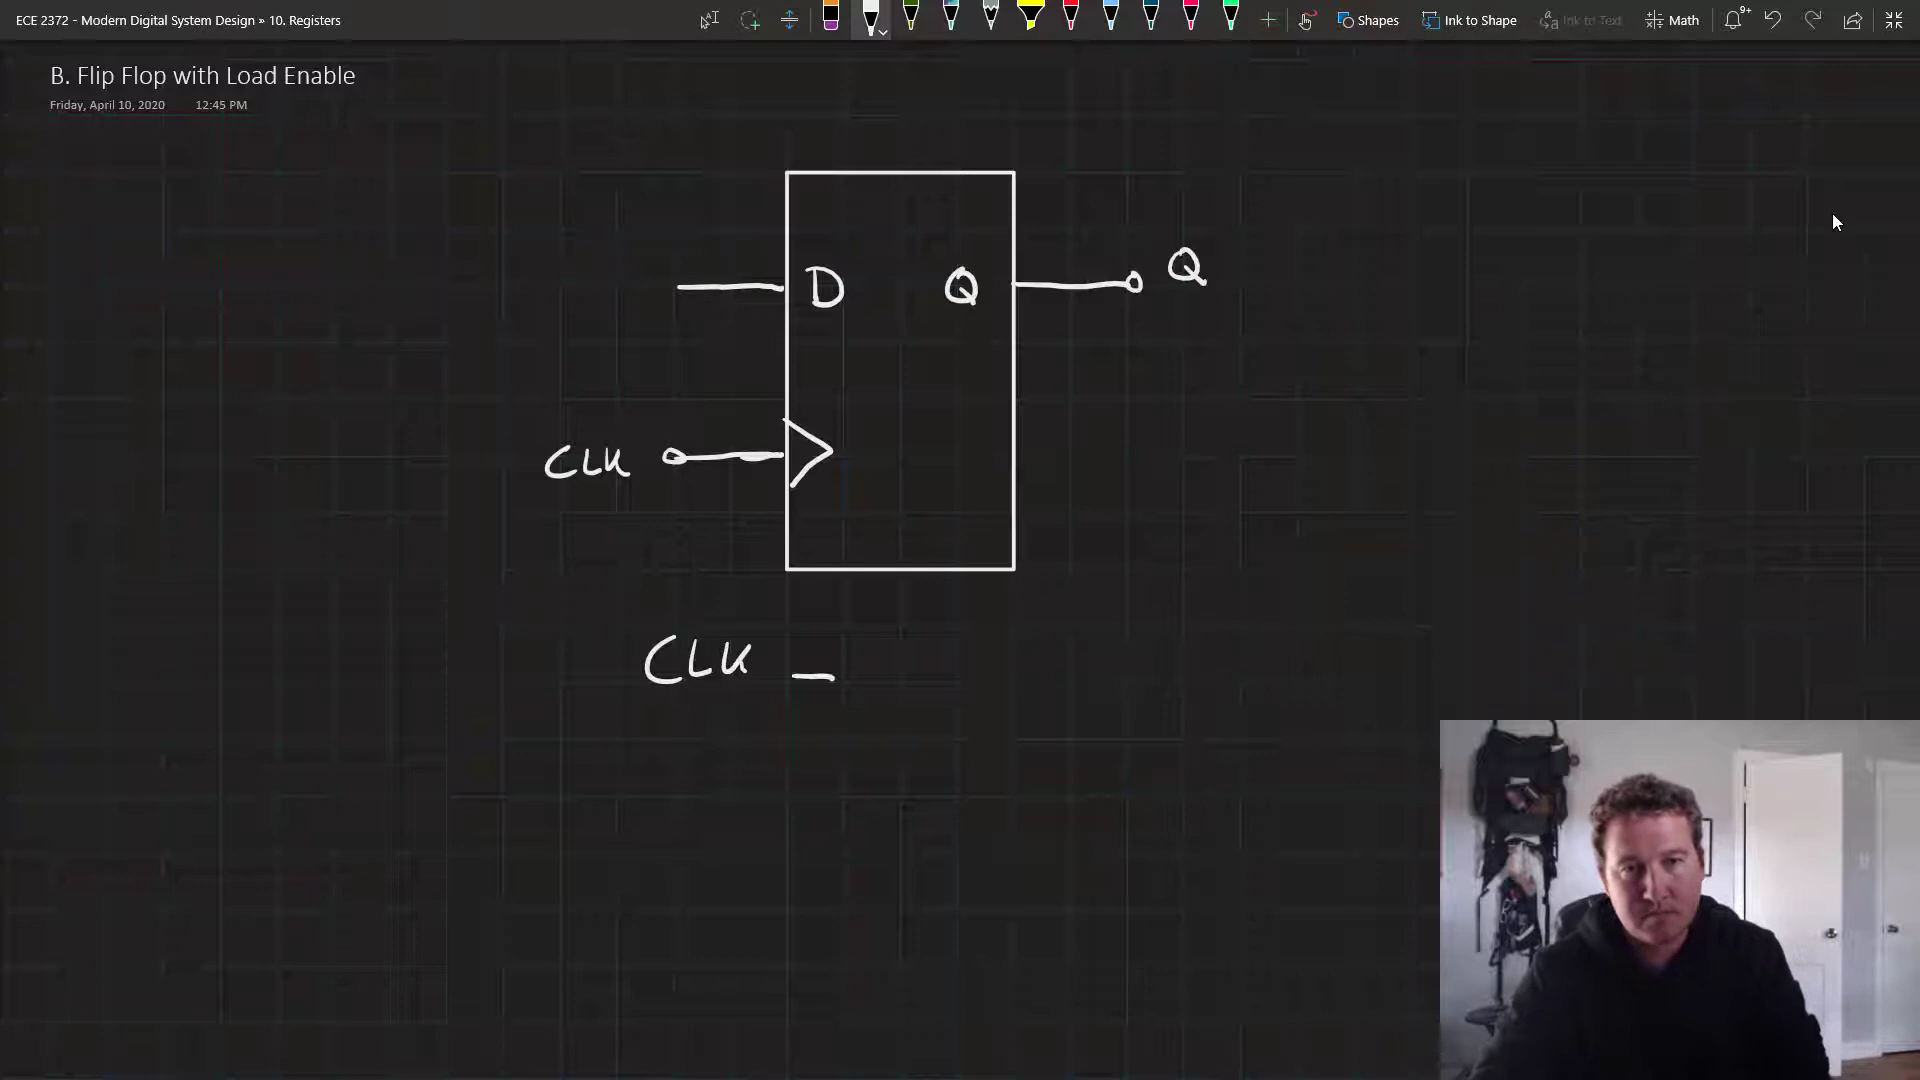 ECE 2372 - Modern Digital System Design » 10. Registers
Shapes
Ink to Shape
Ink to Text
Math
9+
B. Flip Flop with Load Enable
Friday, April 10, 2020 12:45 PM
D Q Q
CLK
CLK